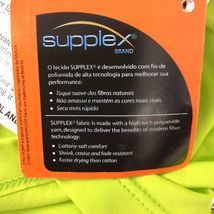 supplex®
BRAND
O tecido SUPPLEX® é desenvolvido com fio de
poliamida de alta tecnologia para melhorar sua
performance:
• Toque suave das fibras naturais
• Não amassa e mantém as cores mais vivas
• Seca mais rápido
SUPPLEX® fabric is made with a high-tech polyamide
yarn, designed to deliver the benefits of modern fiber
technology:
• Cottony-soft comfort
• Shrink, crease and fade resistant
• Faster drying than cotton